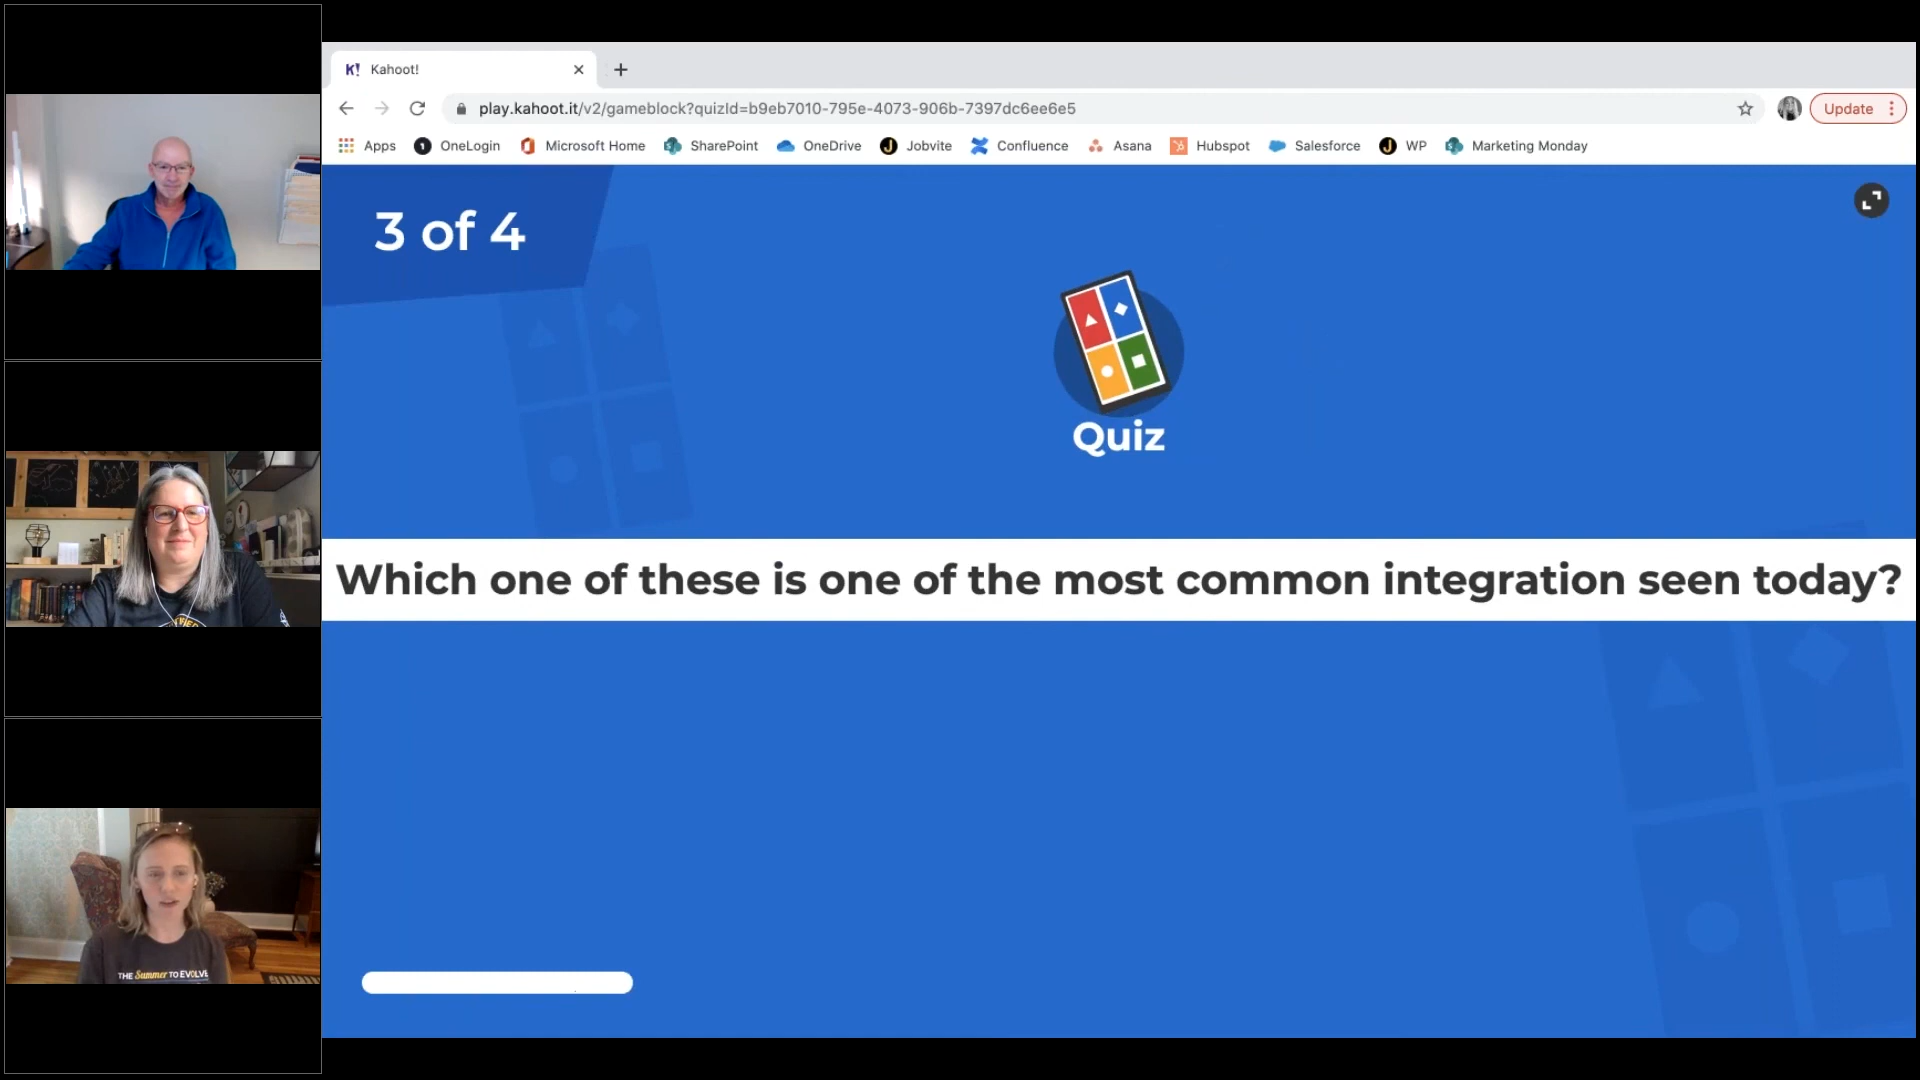 Kahoot!
play.kahoot.it/v2/gameblock?quizId=b9eb7010-795e-4073-906b-7397dc6ee6e5
Update
Apps OneLogin Microsoft Home SharePoint OneDrive Jobvite Confluence Asana Hubspot Salesforce WP Marketing Monday
3 of 4
Quiz
Which one of these is one of the most common integration seen today?
THE Summer TO EVOLVE